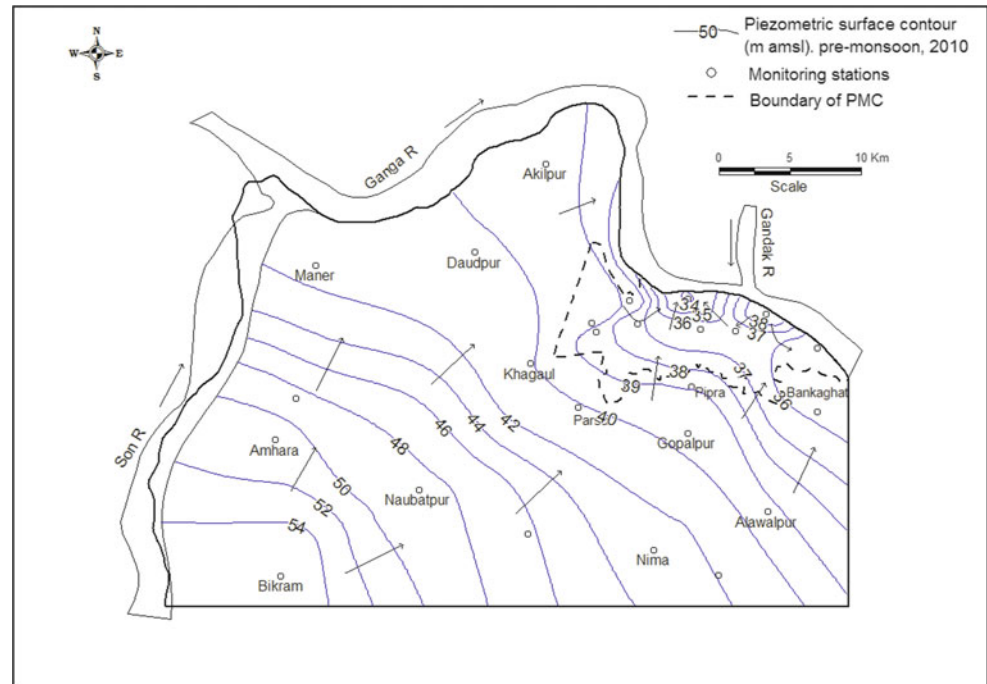 N
W E
S
50 Piezometric surface contour
(m amsl). pre-monsoon, 2010
Monitoring stations
Boundary of PMC
0 5 10 Km
Scale
Ganga R
Gandak R
Son R
Akilpur
Daudpur
Maner
34
35
36
38
37
Khagaul
38
37
39
Pipra
Bankaghat
36
40
42
44
46
48
Gopalpur
Amhara
50
Naubatpur
52
54
Alawalpur
Nima
Bikram